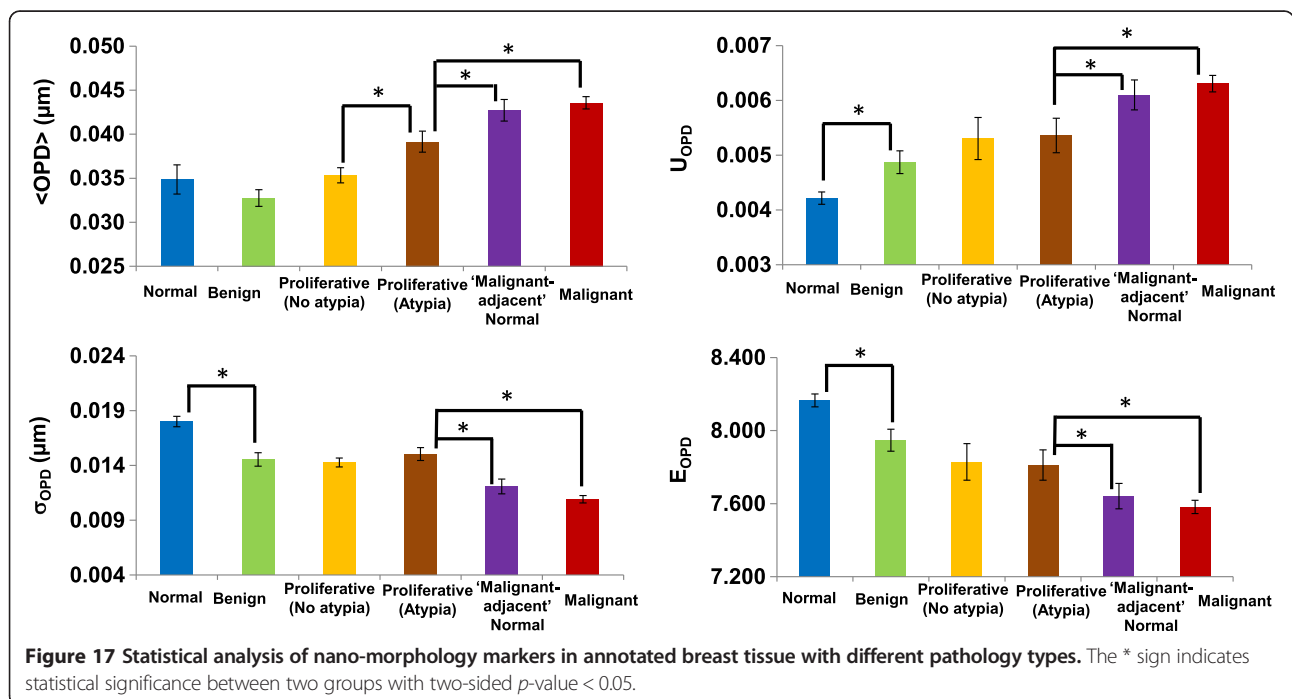 0.050
0.045
0.040
0.035
0.030
0.025
<OPD> (μm)
* * *
Normal Benign Proliferative (No atypia) Proliferative (Atypia) ‘Malignant-adjacent’ Normal Malignant
0.007
0.006
0.005
0.004
0.003
U_OPD
* * *
Normal Benign Proliferative (No atypia) Proliferative (Atypia) ‘Malignant-adjacent’ Normal Malignant
0.024
0.019
0.014
0.009
0.004
σ_OPD (μm)
* * *
Normal Benign Proliferative (No atypia) Proliferative (Atypia) ‘Malignant-adjacent’ Normal Malignant
8.400
8.000
7.600
7.200
E_OPD
* * *
Normal Benign Proliferative (No atypia) Proliferative (Atypia) ‘Malignant-adjacent’ Normal Malignant
Figure 17 Statistical analysis of nano-morphology markers in annotated breast tissue with different pathology types. The * sign indicates
statistical significance between two groups with two-sided p-value < 0.05.